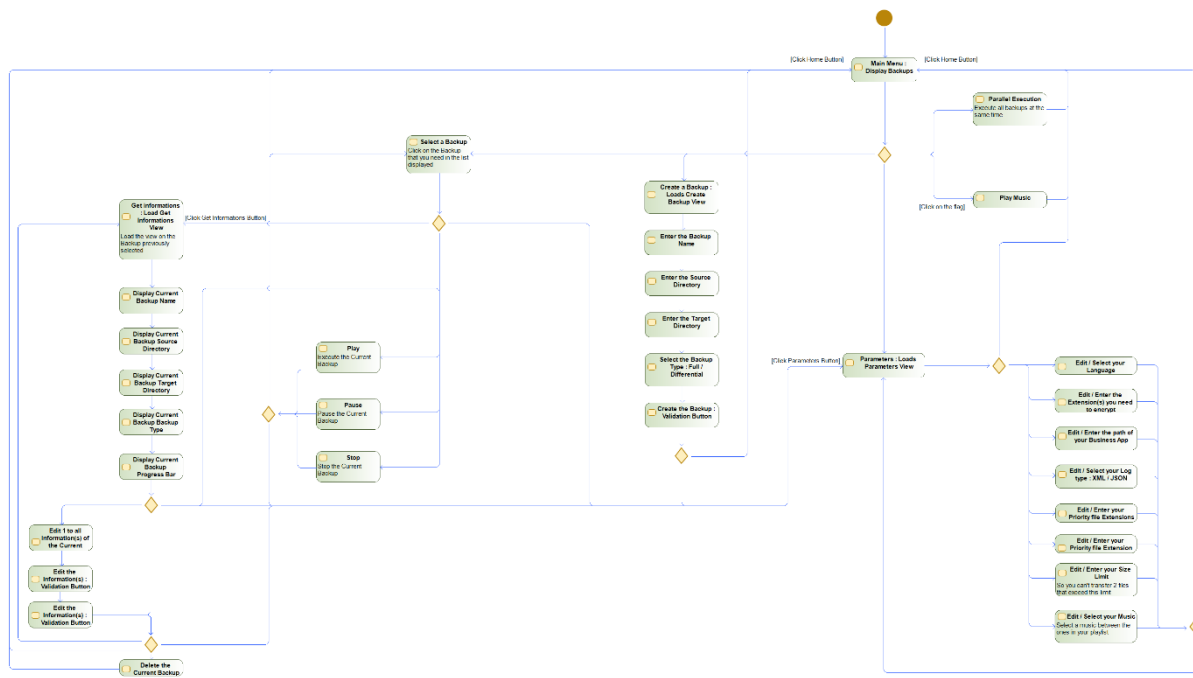 [Click Home Button]
Main Menu :
Display Backups
[Click Home Button]
Parallel Execution
Execute all backups at the
same time
Select a Backup
Click on the Backup
that you need in the list
displayed
Create a Backup :
Loads Create
Backup View
Play Music
[Click on the flag]
Get informations
: Load Get
Informations
View
Load the view on the
Backup previously
selected
[Click Get Informations Button]
Enter the Backup
Name
Enter the Source
Directory
Enter the Target
Directory
Select the Backup
Type : Full /
Differential
Create the Backup :
Validation Button
Display Current
Backup Name
Display Current
Backup Source
Directory
Display Current
Backup Target
Directory
Display Current
Backup Backup
Type
Display Current
Backup
Progress Bar
Play
Execute the Current
Backup
Pause
Pause the Current
Backup
Stop
Stop the Current
Backup
[Click Parameters Button]
Parameters : Loads
Parameters View
Edit / Select your
Language
Edit / Enter the
Extension(s) you need
to encrypt
Edit / Enter the path of
your Business App
Edit / Select your Log
type : XML / JSON
Edit / Enter your
Priority file Extensions
Edit / Enter your
Priority file Extension
Edit / Enter your Size
Limit
So you can't transfer 2 files
that exceed this limit
Edit / Select your Music
Select a music between the
ones in your playlist
Edit 1 to all
Information(s) of
the Current
Edit the
Information(s) :
Validation Button
Edit the
Information(s) :
Validation Button
Delete the
Current Backup